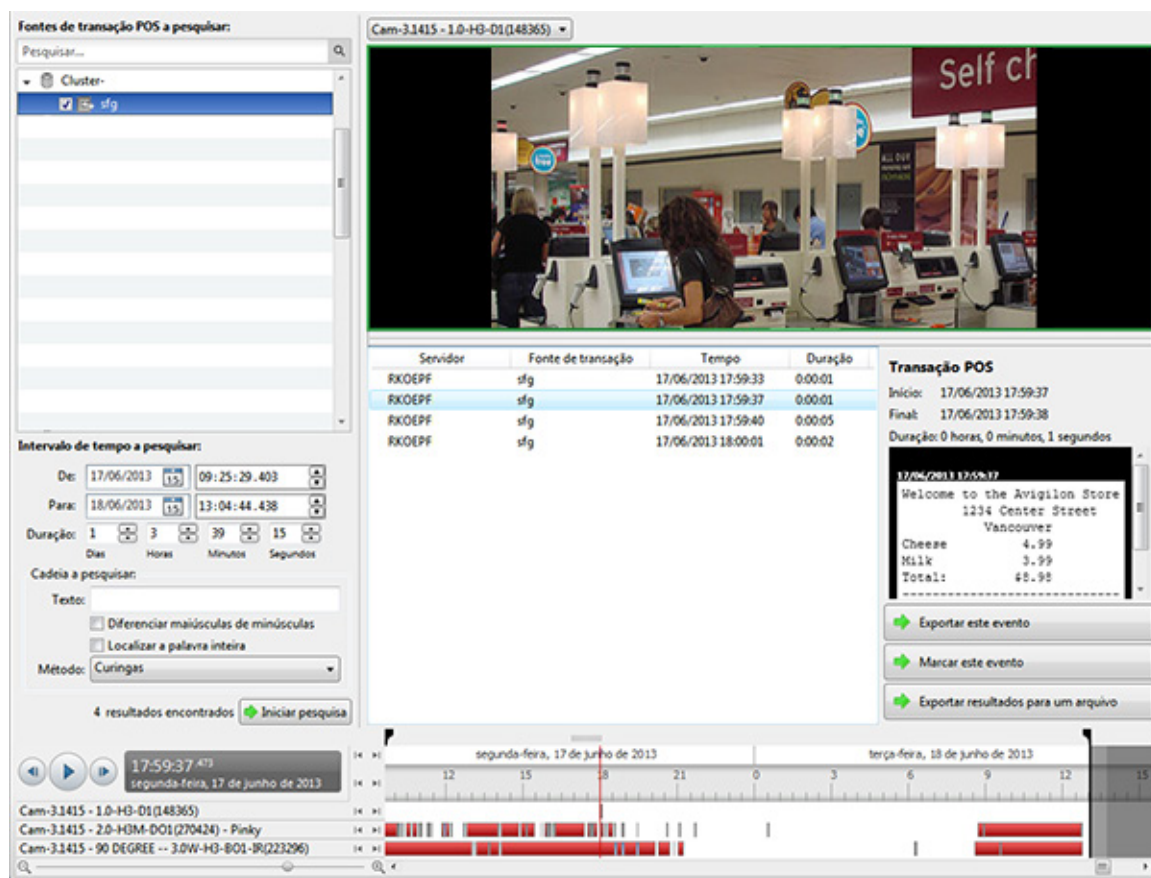 Fontes de transação POS a pesquisar:
Pesquisar...
Cluster-
sfg
Intervalo de tempo a pesquisar:
De: 17/06/2013 15 09:25:29.403
Para: 18/06/2013 15 13:04:44.438
Duração: 1 3 39 15
Dias Horas Minutos Segundos
Cadeia a pesquisar:
Texto:
Diferenciar maiúsculas de minúsculas
Localizar a palavra inteira
Método: Curingas
4 resultados encontrados Iniciar pesquisa
Cam-3.1415 - 1.0-H3-D1(148365)
Self ch
free
ALL DAY
Servidor Fonte de transação Tempo Duração
RKOEPF sfg 17/06/2013 17:59:33 0:00:01
RKOEPF sfg 17/06/2013 17:59:37 0:00:01
RKOEPF sfg 17/06/2013 17:59:40 0:00:05
RKOEPF sfg 17/06/2013 18:00:01 0:00:02
Transação POS
Início: 17/06/2013 17:59:37
Final: 17/06/2013 17:59:38
Duração: 0 horas, 0 minutos, 1 segundos
17/06/2013 17:59:37
Welcome to the Avigilon Store
1234 Center Street
Vancouver
Cheese 4.99
Milk 3.99
Total: $8.98
------------------------------
Exportar este evento
Marcar este evento
Exportar resultados para um arquivo
17:59:37.473
segunda-feira, 17 de junho de 2013
segunda-feira, 17 de junho de 2013 terça-feira, 18 de junho de 2013
12 15 18 21 0 3 6 9 12 15
Cam-3.1415 - 1.0-H3-D1(148365)
Cam-3.1415 - 2.0-H3M-DO1(270424) - Pinky
Cam-3.1415 - 90 DEGREE -- 3.0W-H3-BO1-IR(223296)